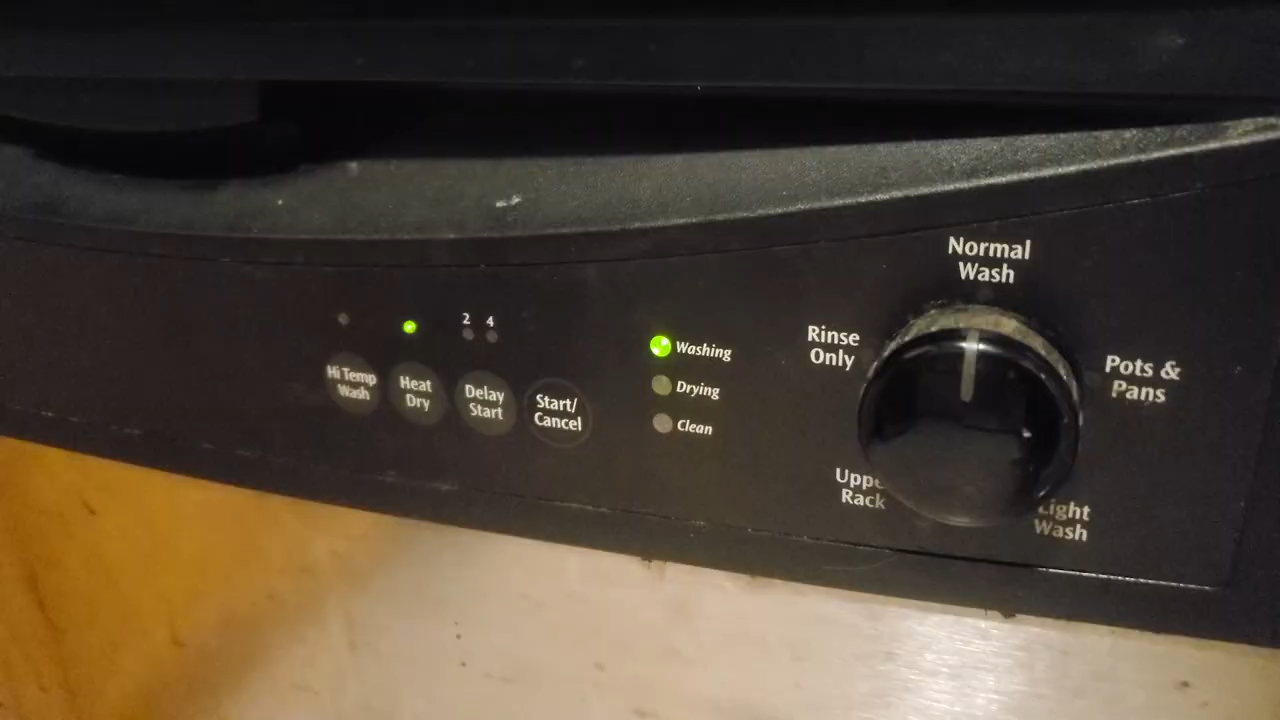 Normal
Wash
Rinse
Only
Pots &
Pans
Upper
Rack
Light
Wash
2 4
Hi Temp
Wash
Heat
Dry
Delay
Start
Start/
Cancel
Washing
Drying
Clean